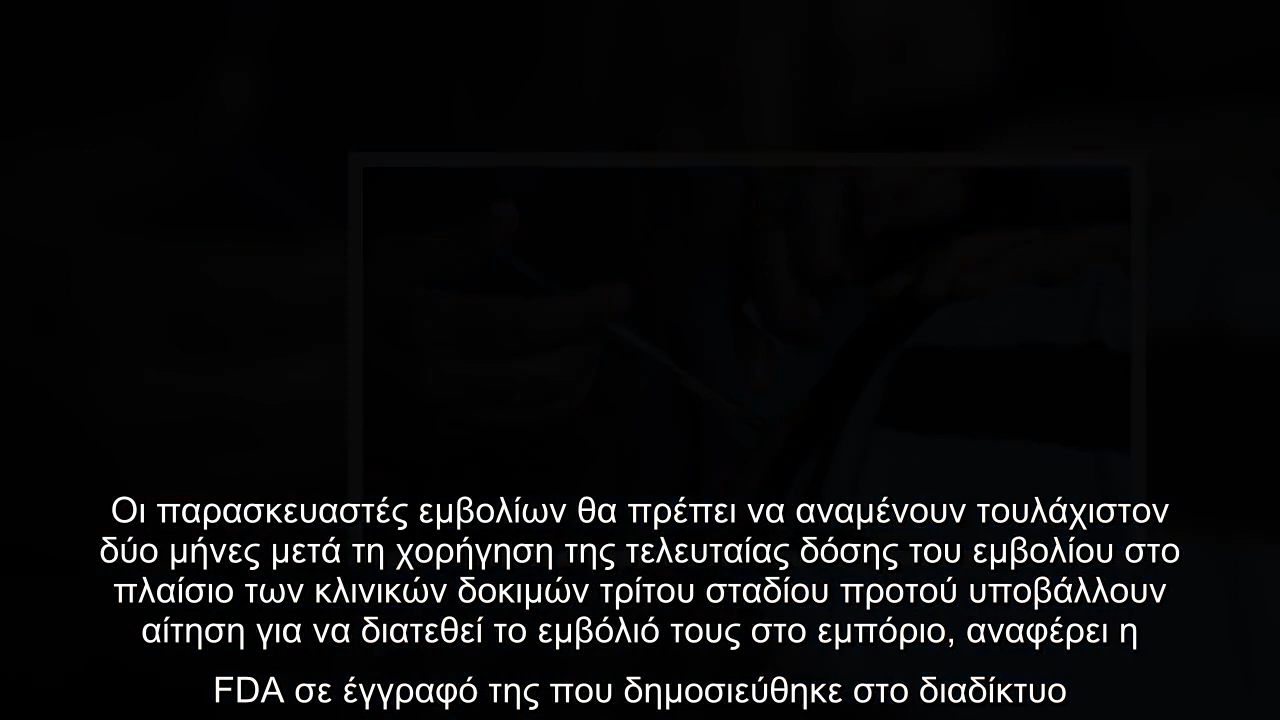 Οι παρασκευαστές εμβολίων θα πρέπει να αναμένουν τουλάχιστον
δύο μήνες μετά τη χορήγηση της τελευταίας δόσης του εμβολίου στο
πλαίσιο των κλινικών δοκιμών τρίτου σταδίου προτού υποβάλλουν
αίτηση για να διατεθεί το εμβόλιό τους στο εμπόριο, αναφέρει η
FDA σε έγγραφό της που δημοσιεύθηκε στο διαδίκτυο